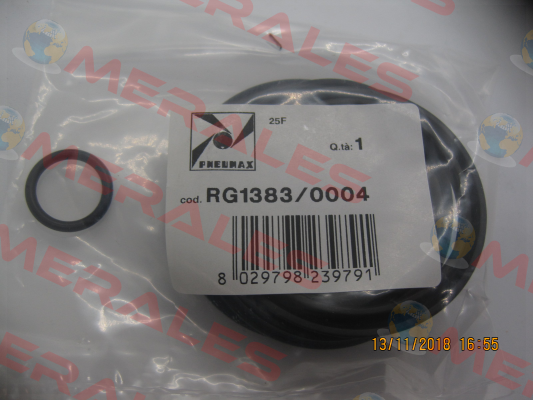 25F
PNEUMAX
Q.tà: 1
cod. RG1383/0004
8 029798 239791
13/11/2018 16:55
MERALES
MERALES
MERALES
MERALES
MERALES